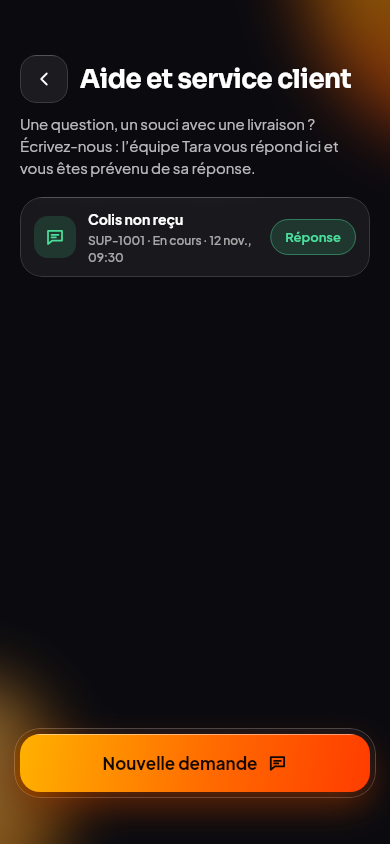 Aide et service client
Une question, un souci avec une livraison ?
Écrivez-nous : l'équipe Tara vous répond ici et
vous êtes prévenu de sa réponse.
Colis non reçu
SUP-1001 · En cours · 12 nov.,
09:30
Réponse
Nouvelle demande